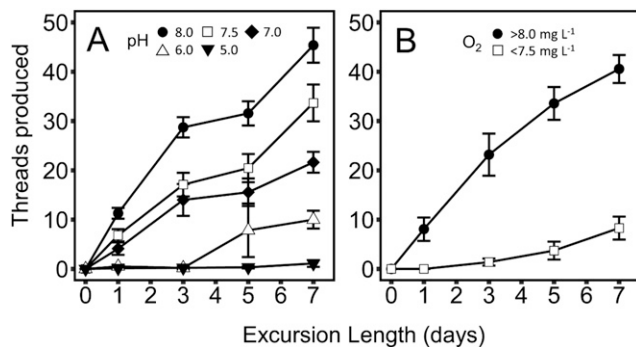 A pH 8.0 7.5 7.0
6.0 5.0
B O₂ >8.0 mg L⁻¹
<7.5 mg L⁻¹
Threads produced
50
40
30
20
10
0
0 1 2 3 4 5 6 7
50
40
30
20
10
0
0 1 2 3 4 5 6 7
Excursion Length (days)